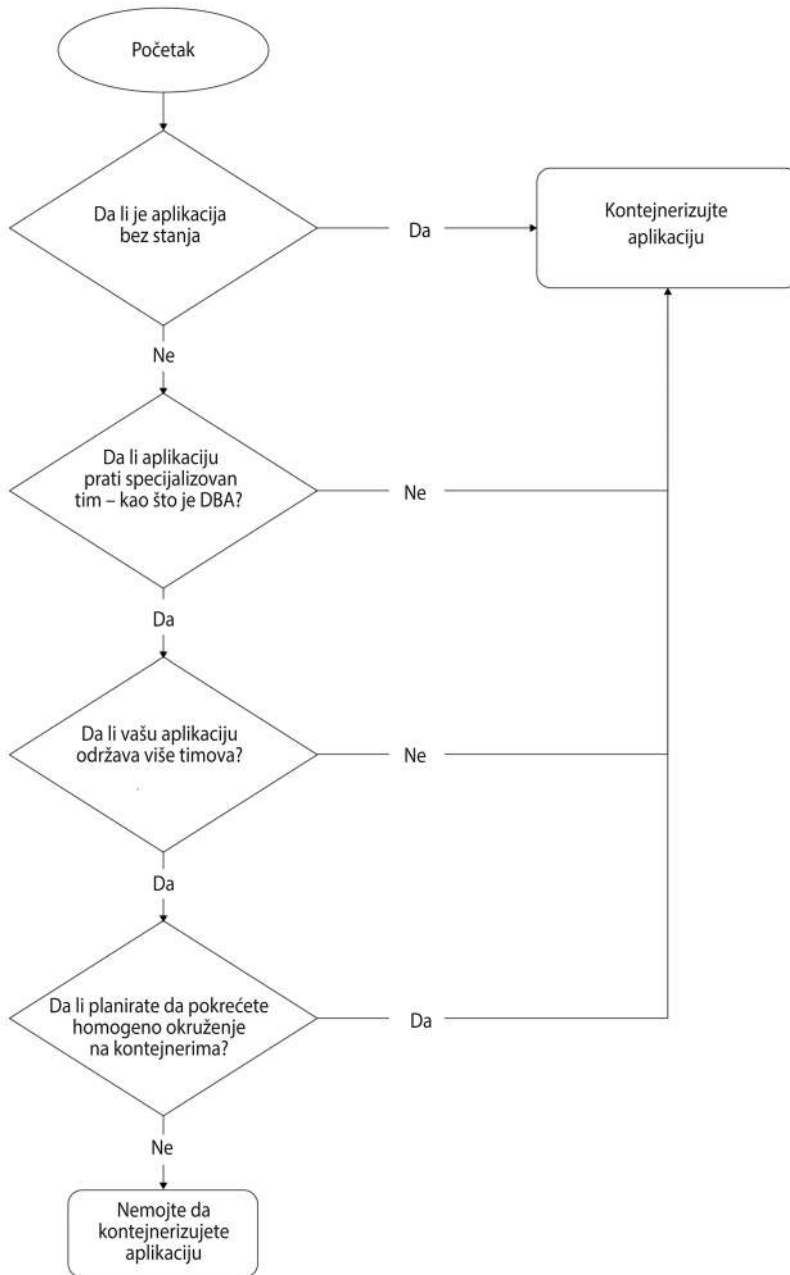 Početak
Da li je aplikacija
bez stanja
Da
Kontejnerizujte
aplikaciju
Ne
Da li aplikaciju
prati specijalizovan
tim – kao što je DBA?
Ne
Da
Da li vašu aplikaciju
održava više timova?
Ne
Da
Da li planirate da pokrećete
homogeno okruženje
na kontejnerima?
Da
Ne
Nemojte da
kontejnerizujete
aplikaciju